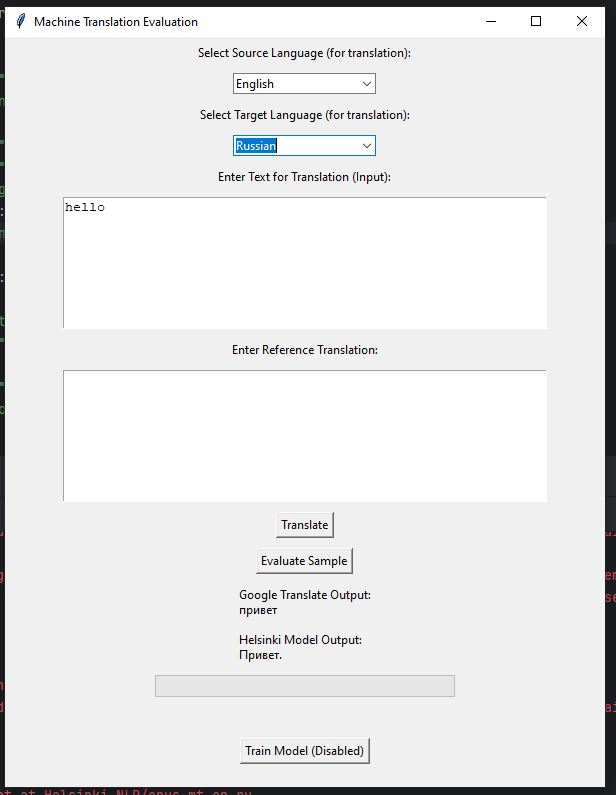 Machine Translation Evaluation
Select Source Language (for translation):
English
Select Target Language (for translation):
Russian
Enter Text for Translation (Input):
hello
Enter Reference Translation:
Translate
Evaluate Sample
Google Translate Output:
привет
Helsinki Model Output:
Привет.
Train Model (Disabled)